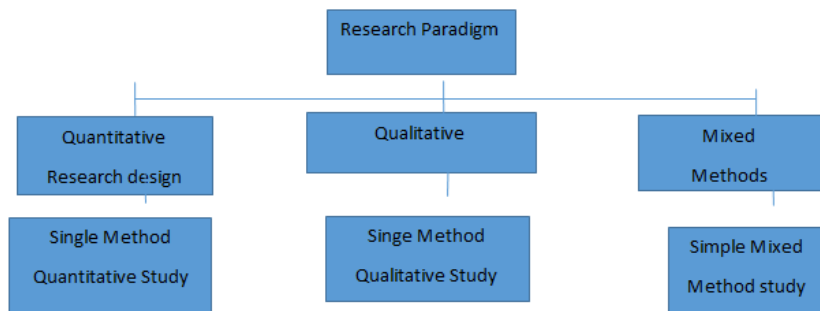 Research Paradigm
Quantitative
Research design
Qualitative
Mixed
Methods
Single Method
Quantitative Study
Singe Method
Qualitative Study
Simple Mixed
Method study